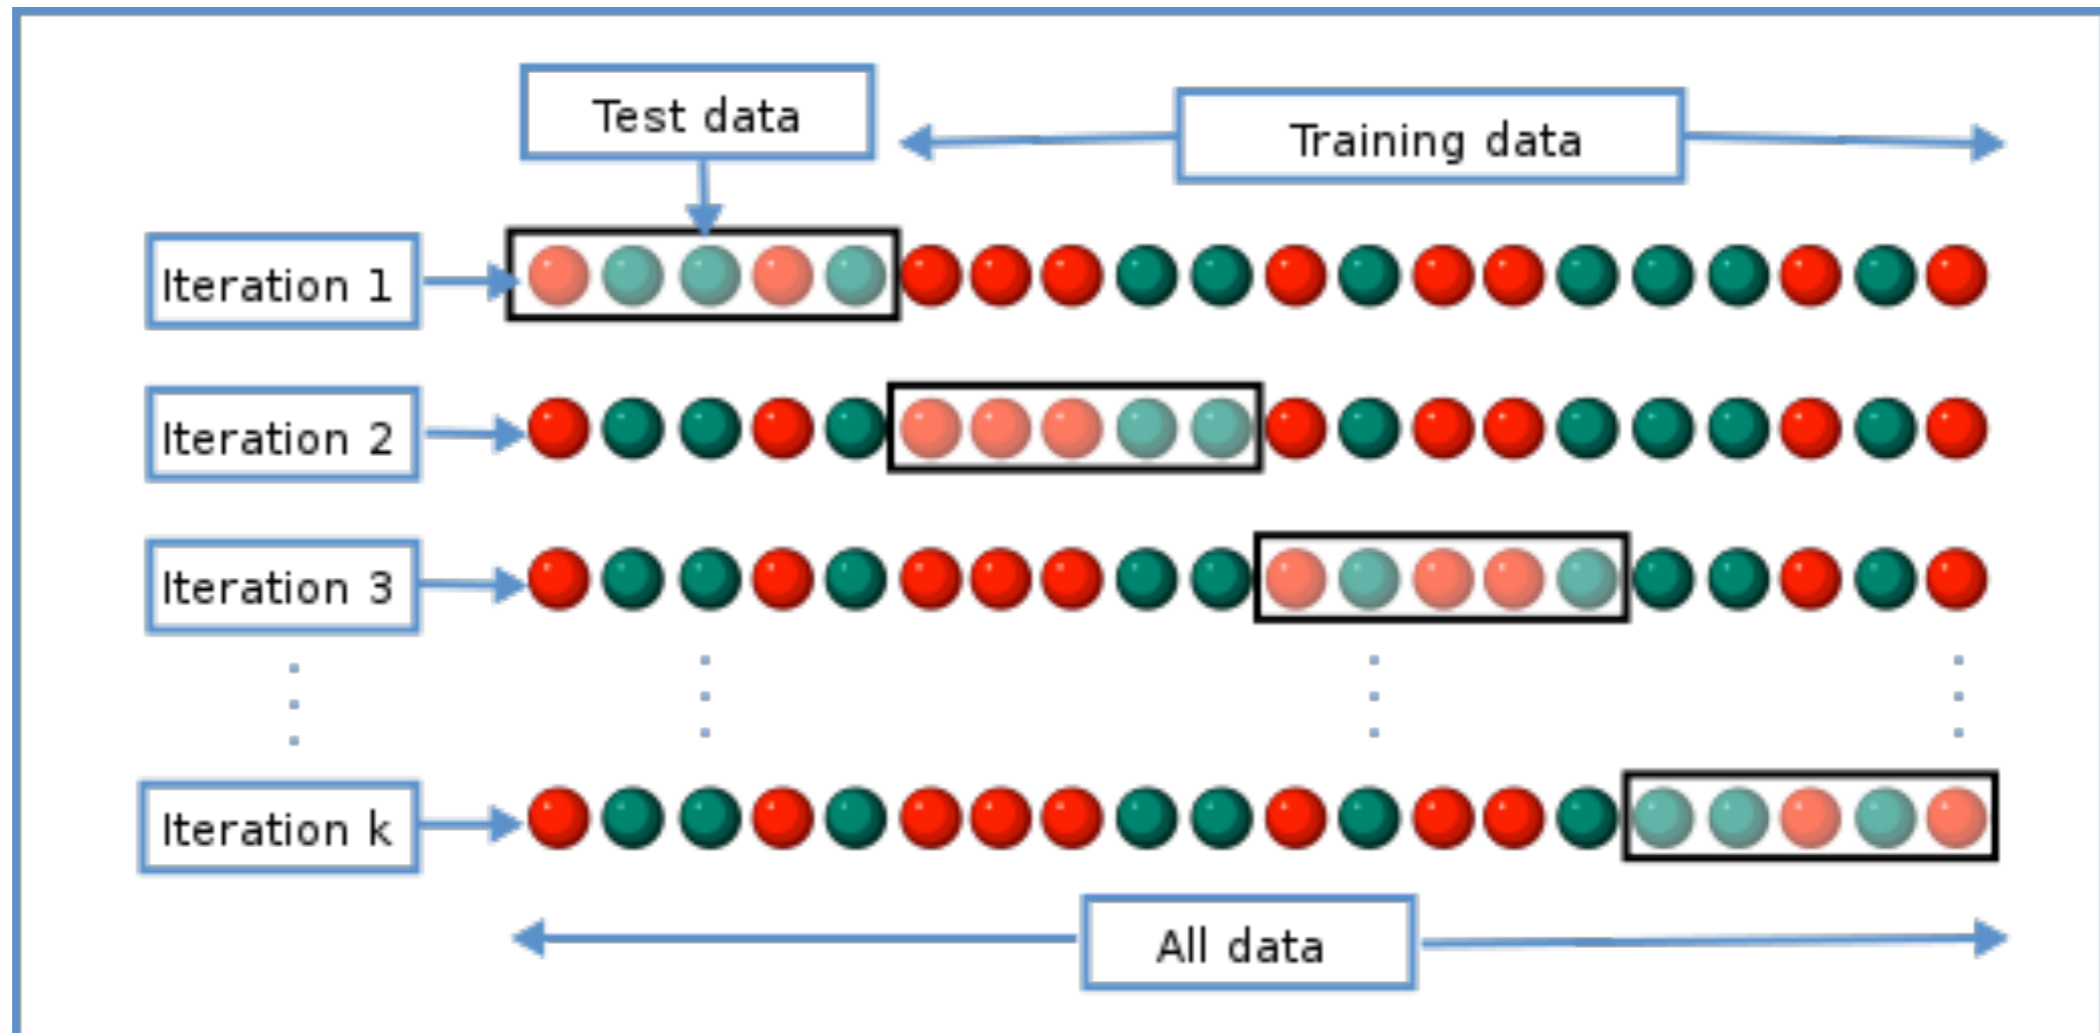 Test data
Training data
Iteration 1
Iteration 2
Iteration 3
Iteration k
All data